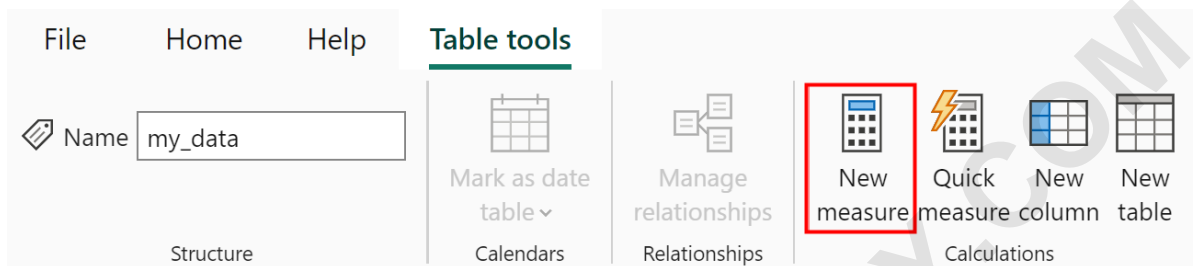 File Home Help Table tools
Name my_data
Mark as date
table
Manage
relationships
New
measure
Quick
measure
New
column
New
table
Structure Calendars Relationships Calculations